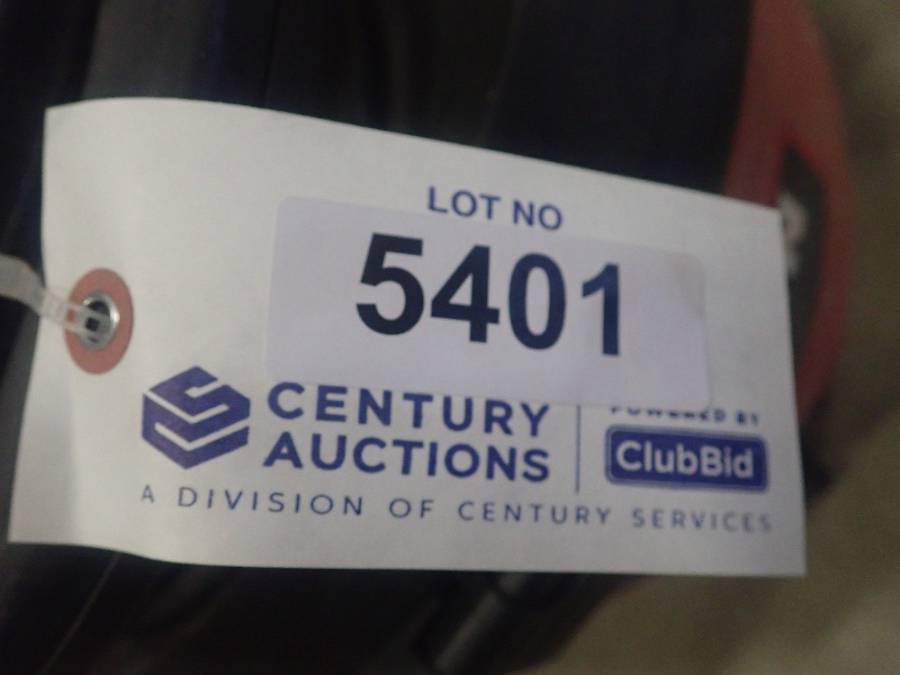 LOT NO
5401
CENTURY
AUCTIONS
POWERED BY
ClubBid
A DIVISION OF CENTURY SERVICES